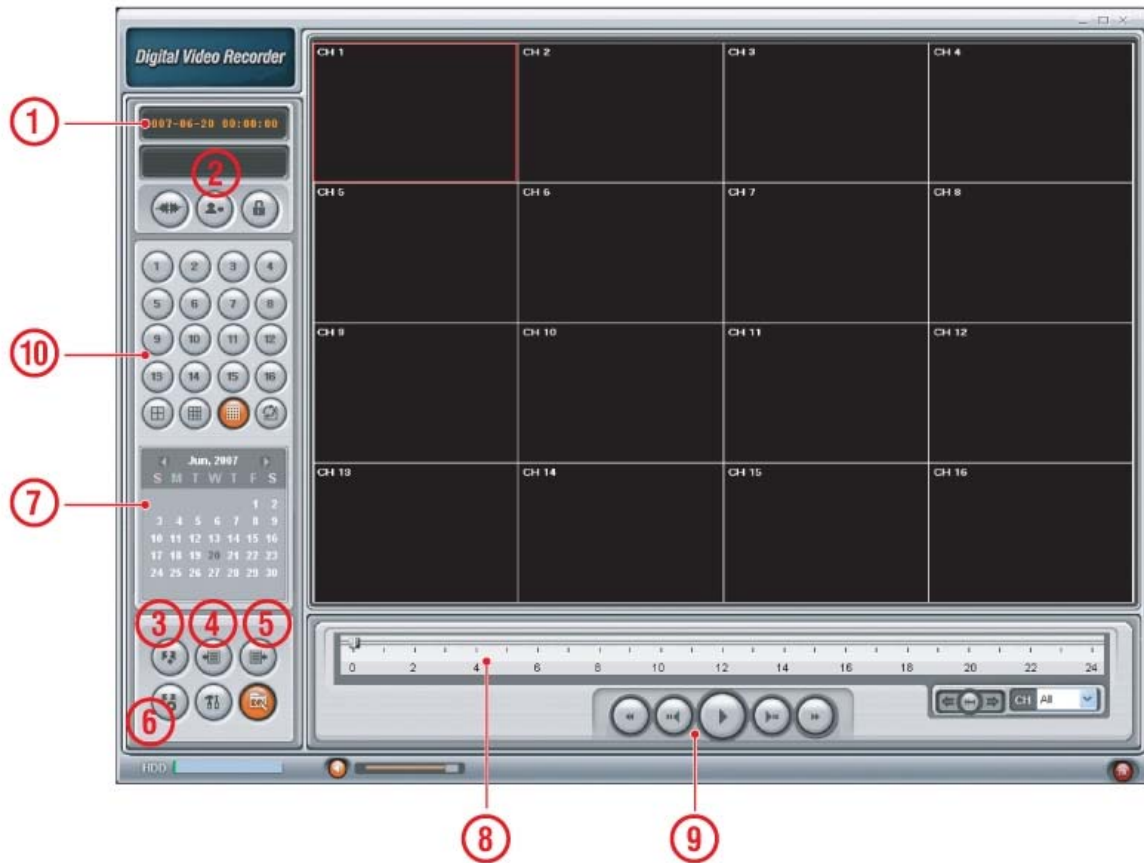 Digital Video Recorder
007-06-20 00:00:00
CH 1
CH 2
CH 3
CH 4
CH 5
CH 6
CH 7
CH 8
CH 9
CH 10
CH 11
CH 12
CH 13
CH 14
CH 15
CH 16
1
2
10
7
3
4
5
6
8
9
1 2 3 4
5 6 7 8
9 10 11 12
13 14 15 16
Jun, 2007
S M T W T F S
1 2
3 4 5 6 7 8 9
10 11 12 13 14 15 16
17 18 19 20 21 22 23
24 25 26 27 28 29 30
0 2 4 6 8 10 12 14 16 18 20 22 24
CH All
HDD